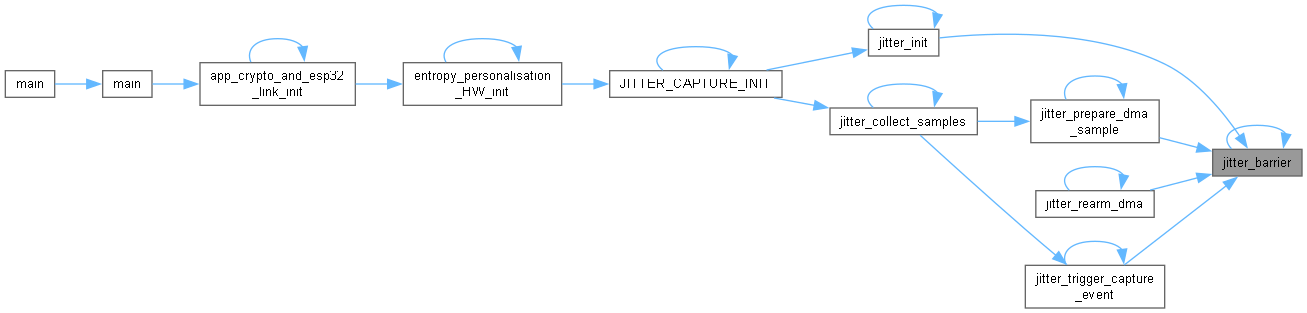 main
main
app_crypto_and_esp32
_link_init
entropy_personalisation
_HW_init
JITTER_CAPTURE_INIT
jitter_init
jitter_collect_samples
jitter_prepare_dma
_sample
jitter_rearm_dma
jitter_trigger_capture
_event
jitter_barrier